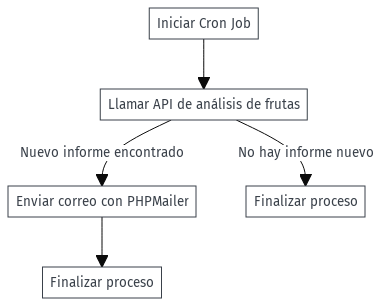 Iniciar Cron Job
Llamar API de análisis de frutas
Nuevo informe encontrado
No hay informe nuevo
Enviar correo con PHPMailer
Finalizar proceso
Finalizar proceso